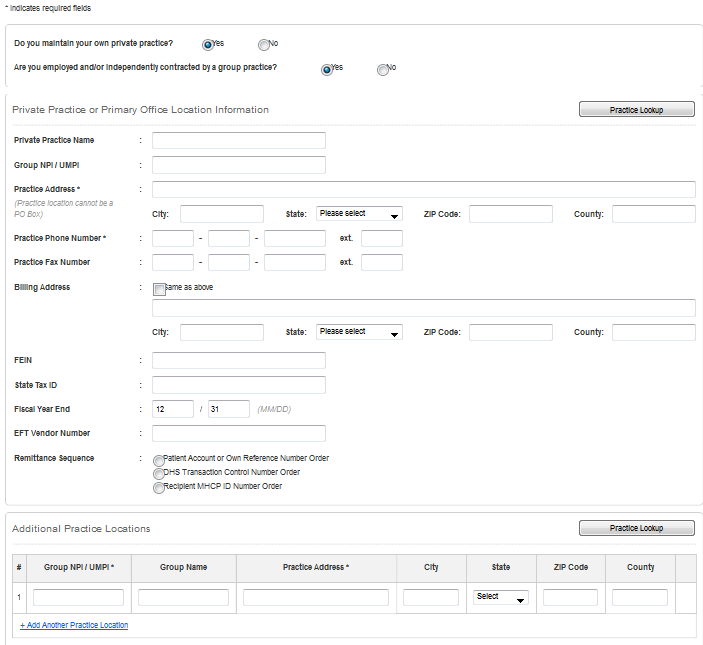 * Indicates required fields
Do you maintain your own private practice? Yes No
Are you employed and/or independently contracted by a group practice? Yes No
Private Practice or Primary Office Location Information Practice Lookup
Private Practice Name :
Group NPI / UMPI :
Practice Address * :
(Practice location cannot be a
PO Box) City: State: Please select ZIP Code: County:
Practice Phone Number * : - - ext.
Practice Fax Number : - - ext.
Billing Address : Same as above
City: State: Please select ZIP Code: County:
FEIN :
State Tax ID :
Fiscal Year End : 12 / 31 (MM/DD)
EFT Vendor Number :
Remittance Sequence : Patient Account or Own Reference Number Order
DHS Transaction Control Number Order
Recipient MHCP ID Number Order
Additional Practice Locations Practice Lookup
# Group NPI / UMPI * Group Name Practice Address * City State ZIP Code County
1 Select
+ Add Another Practice Location